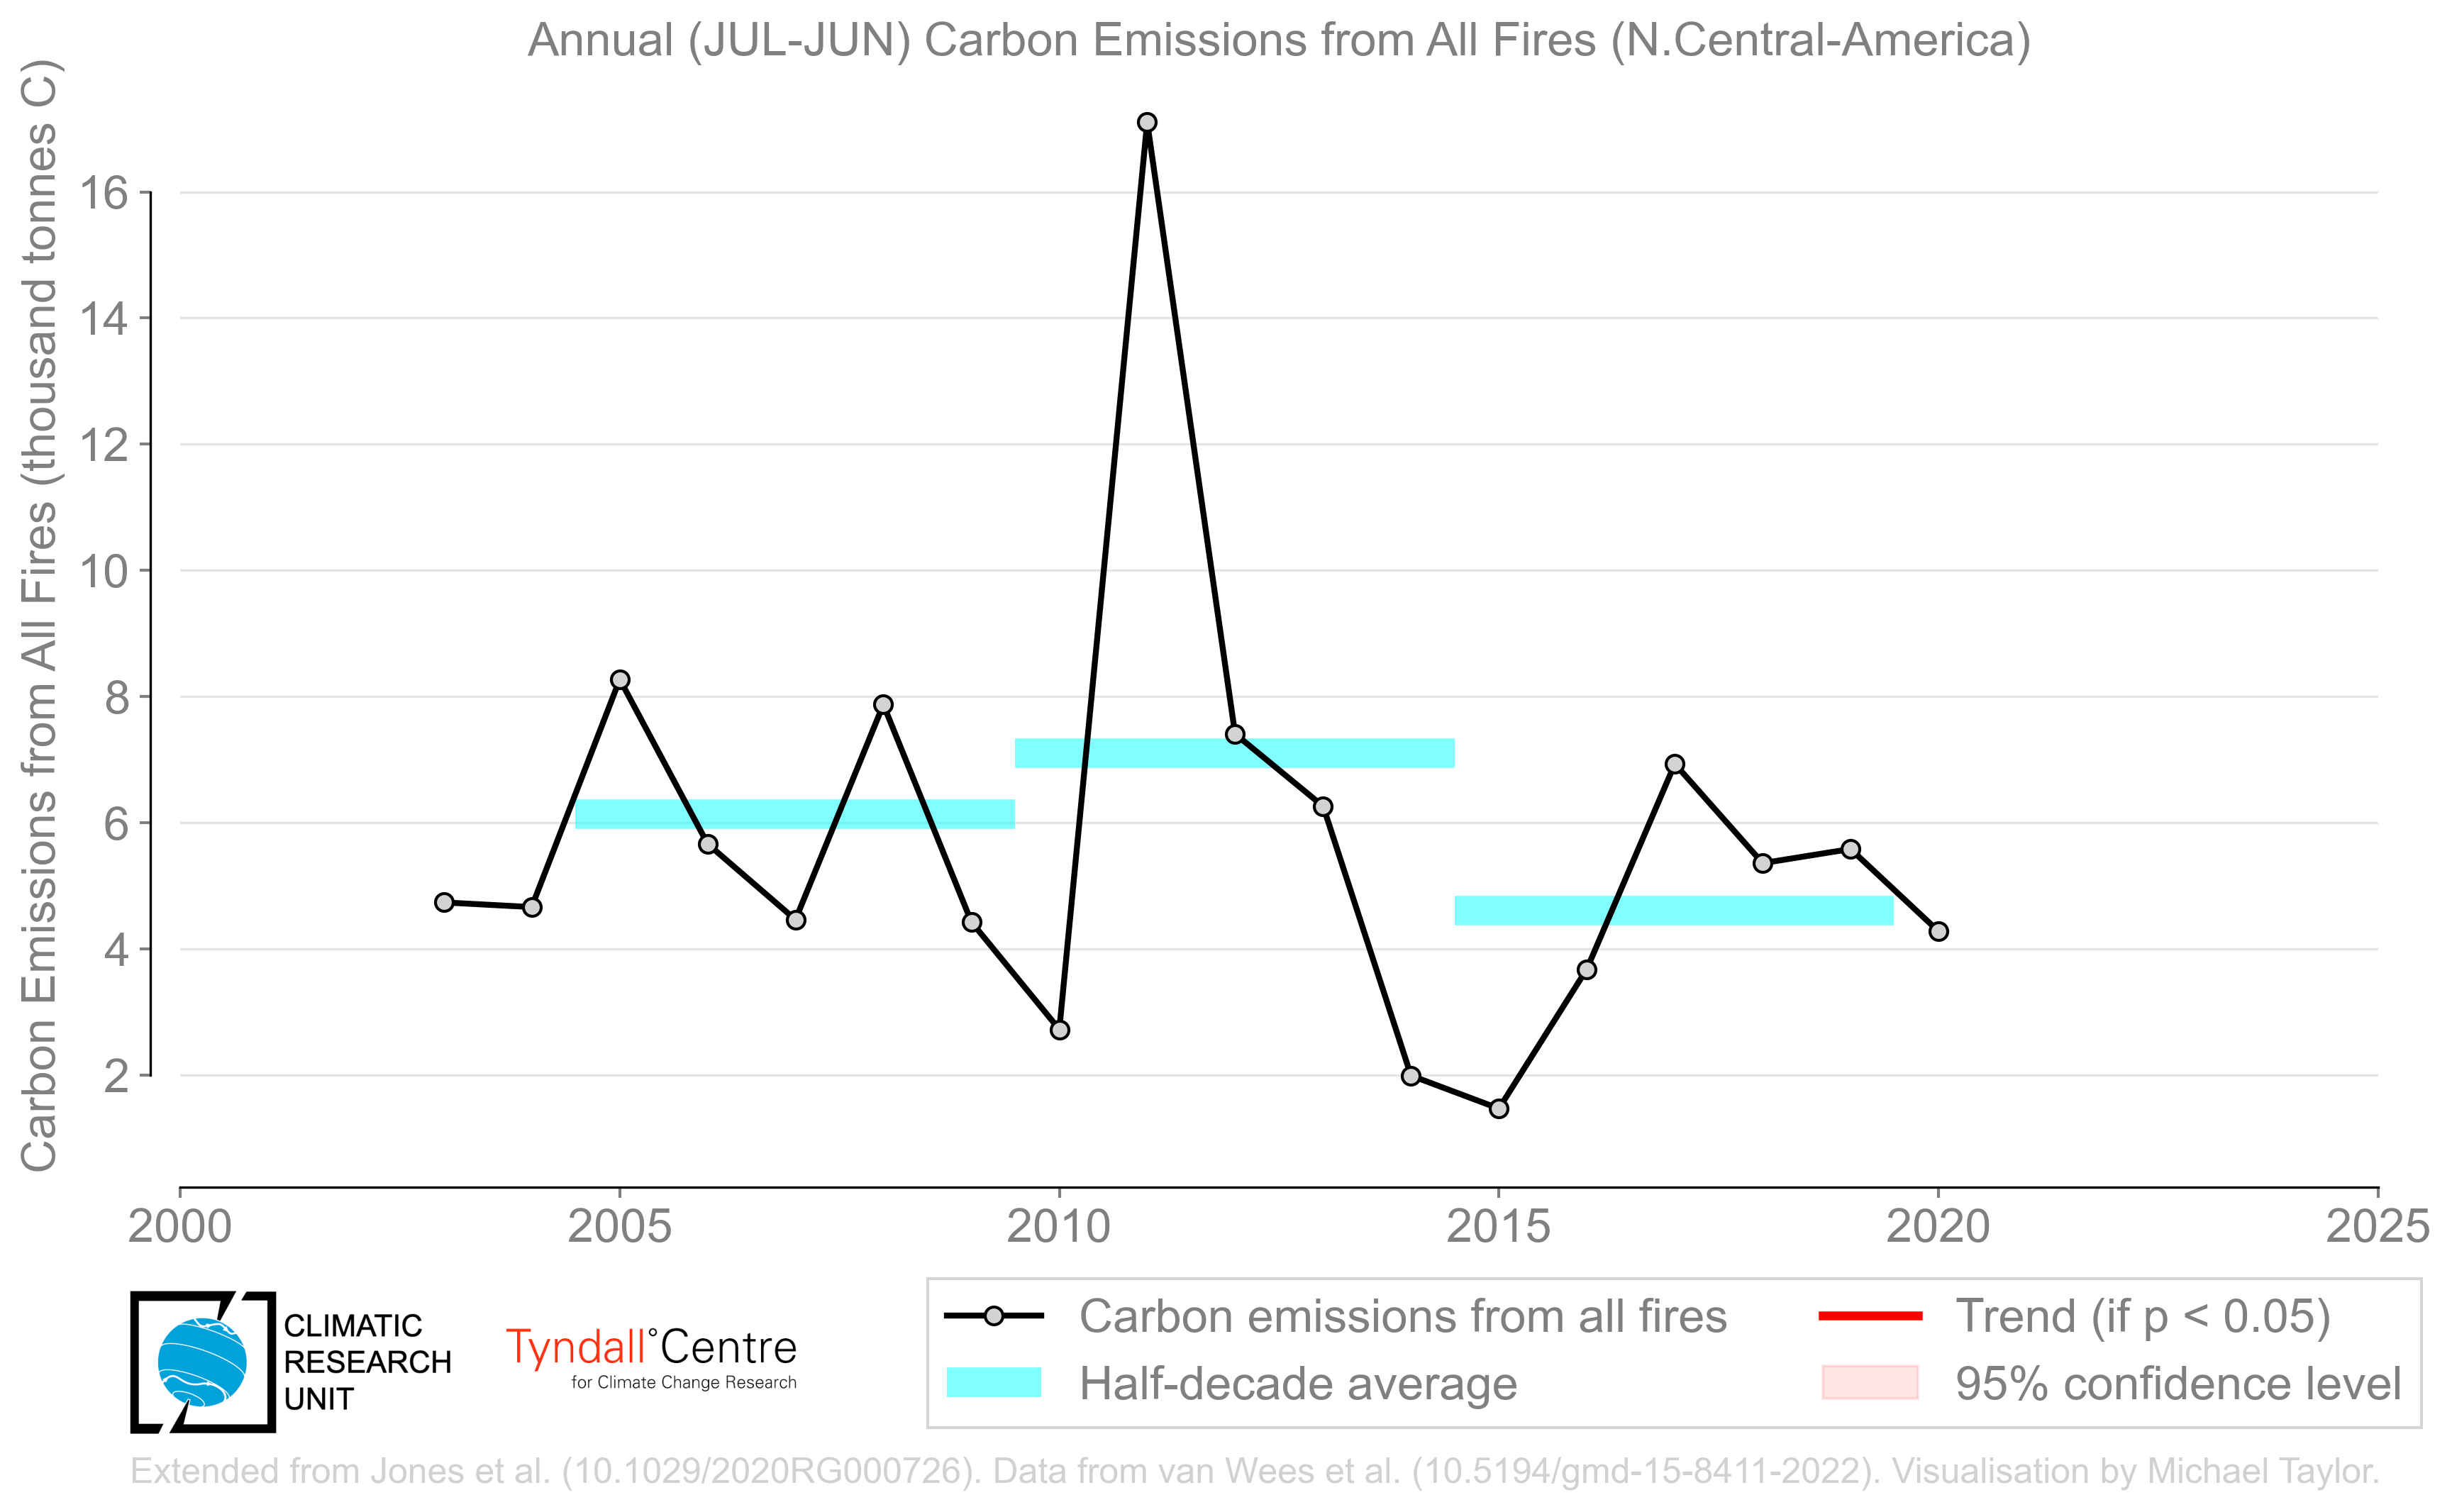 Annual (JUL-JUN) Carbon Emissions from All Fires (N.Central-America)
Carbon Emissions from All Fires (thousand tonnes C)
16
14
12
10
8
6
4
2
2000 2005 2010 2015 2020 2025
CLIMATIC
RESEARCH
UNIT
Tyndall°Centre
for Climate Change Research
Carbon emissions from all fires
Half-decade average
Trend (if p < 0.05)
95% confidence level
Extended from Jones et al. (10.1029/2020RG000726). Data from van Wees et al. (10.5194/gmd-15-8411-2022). Visualisation by Michael Taylor.